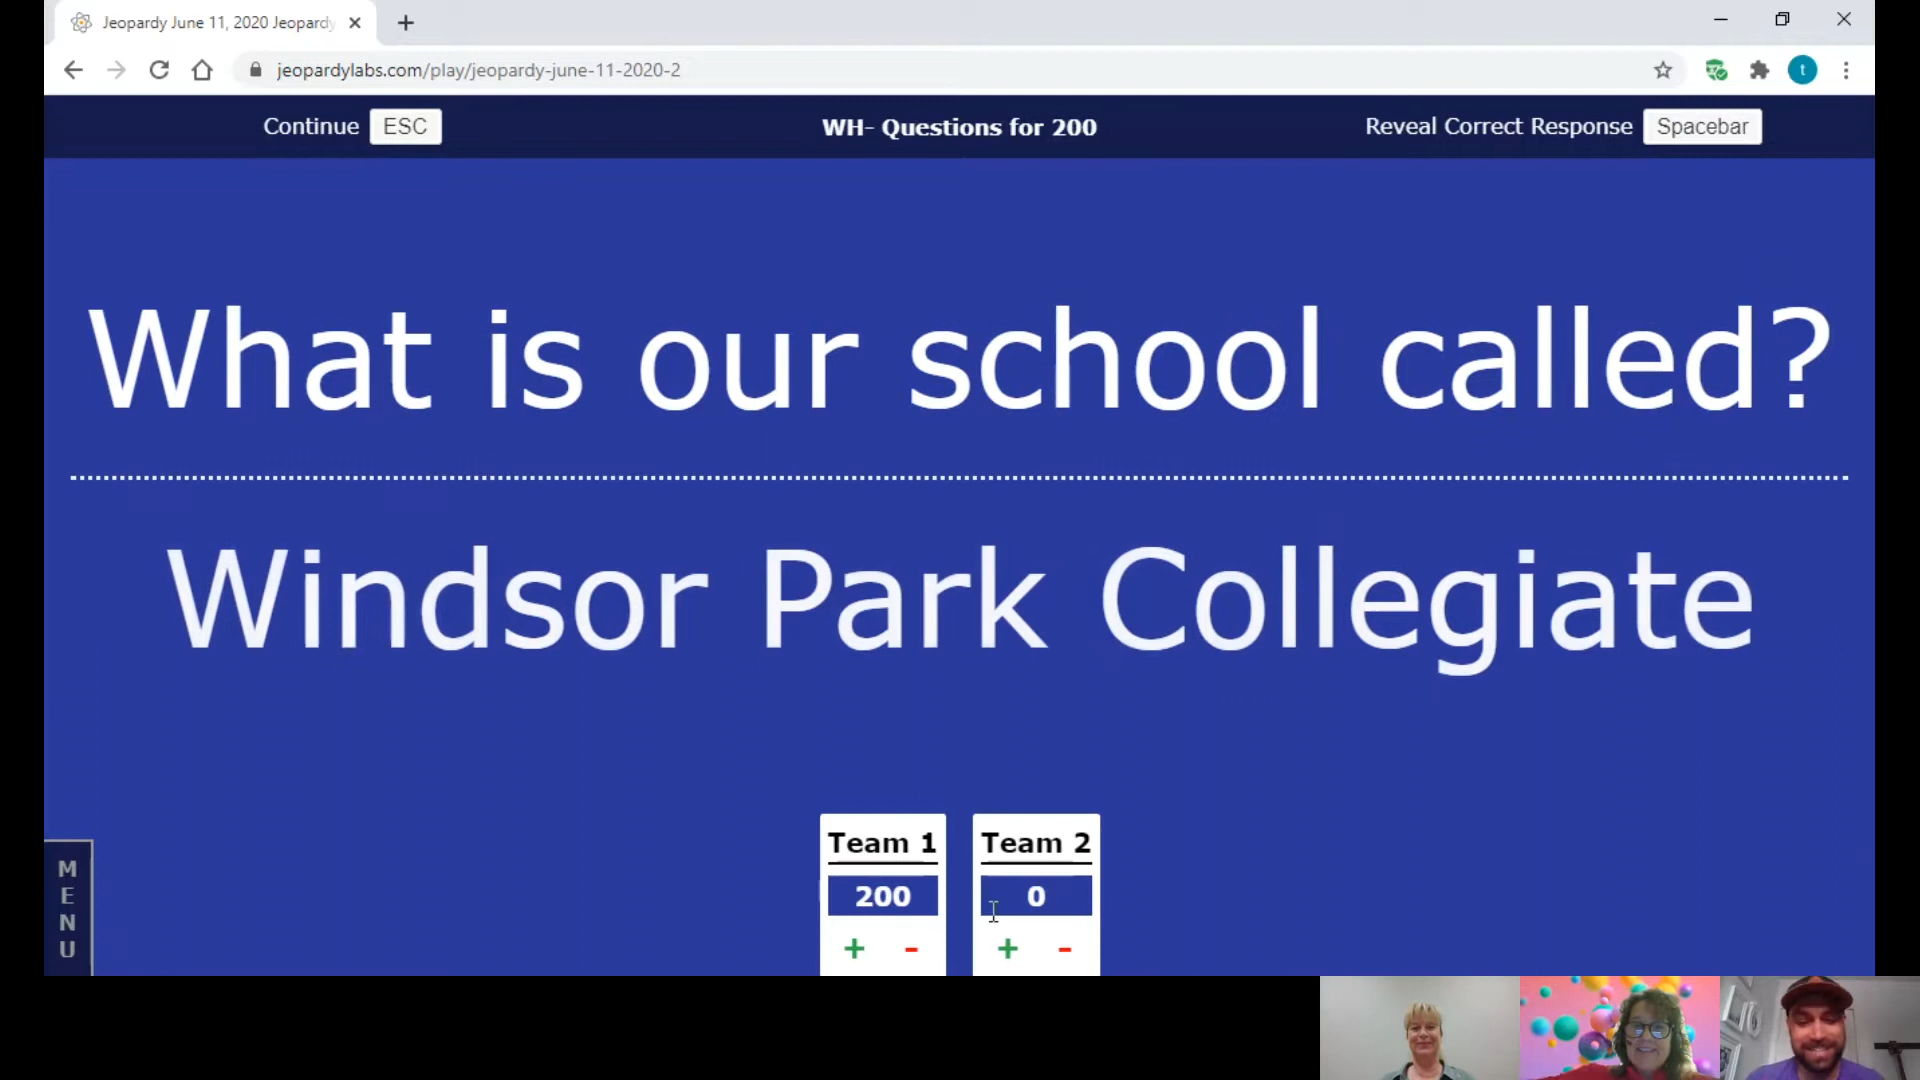 Jeopardy June 11, 2020 Jeopardy
jeopardylabs.com/play/jeopardy-june-11-2020-2
t
Continue ESC
WH- Questions for 200
Reveal Correct Response Spacebar
What is our school called?
Windsor Park Collegiate
MENU
Team 1 Team 2
200 0
+ - + -